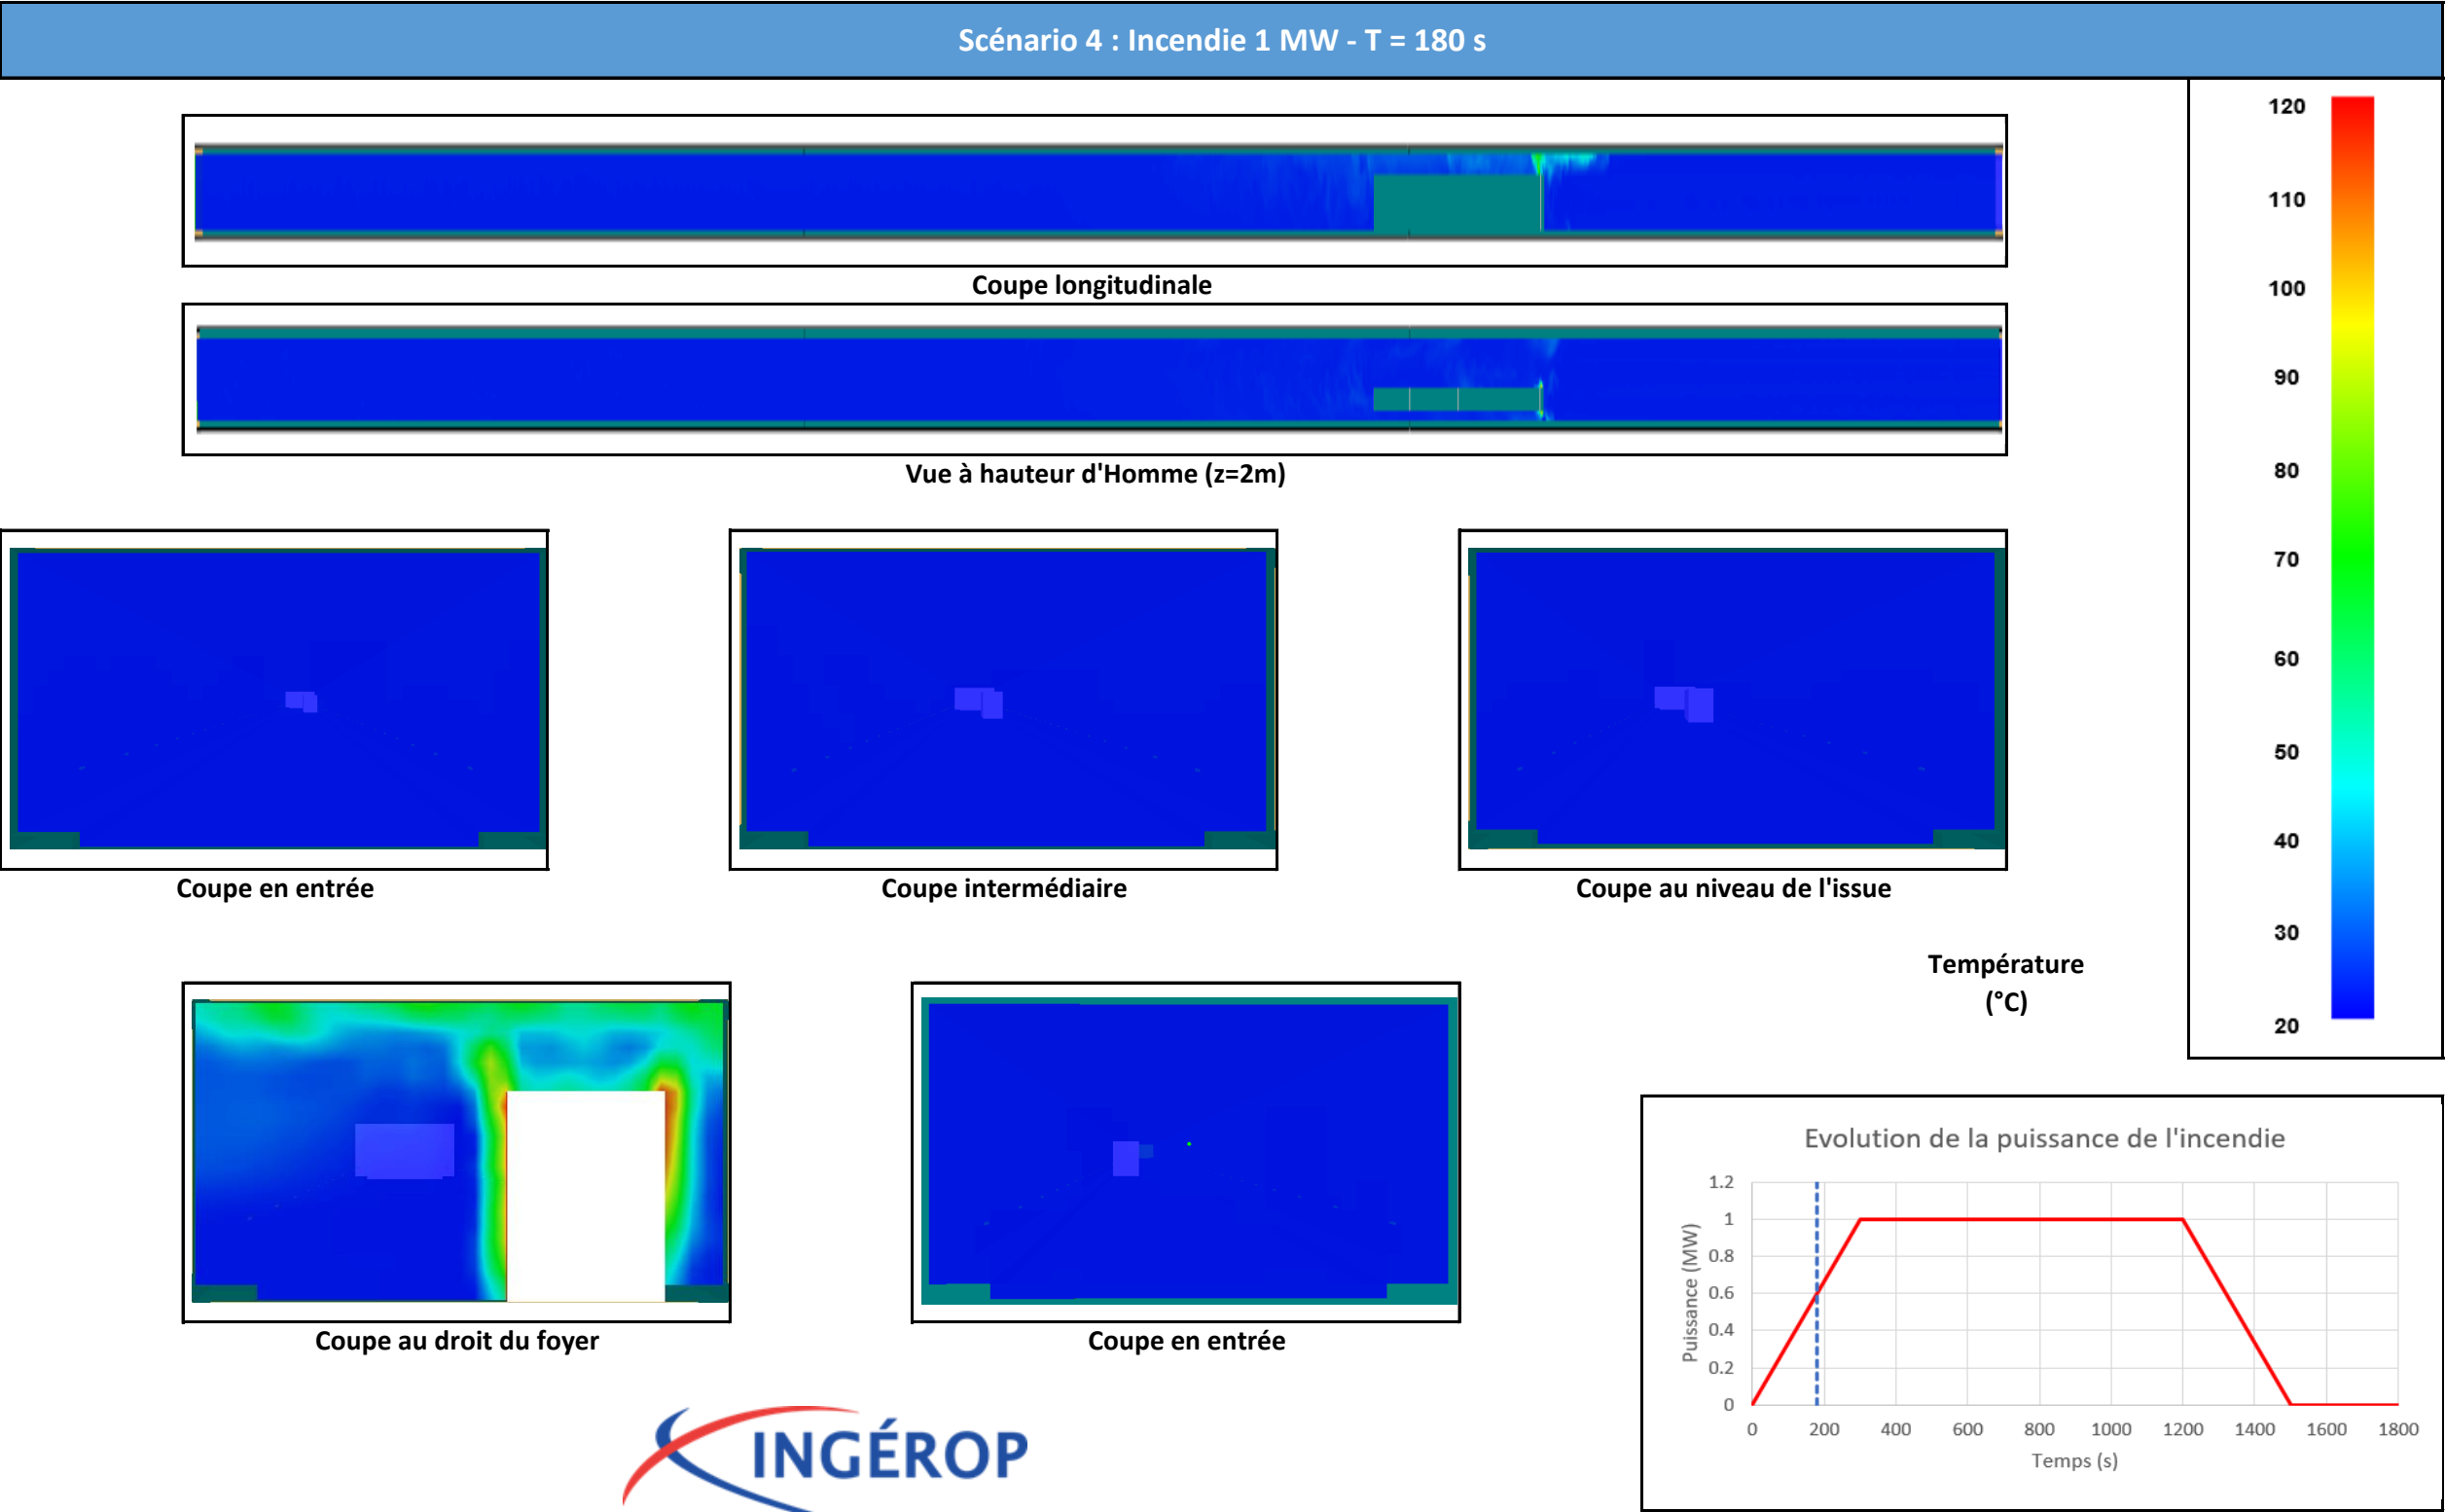 Scénario 4 : Incendie 1 MW - T = 180 s
Coupe longitudinale
Vue à hauteur d'Homme (z=2m)
Coupe en entrée
Coupe intermédiaire
Coupe au niveau de l'issue
Coupe au droit du foyer
Coupe en entrée
Température
(°C)
120
110
100
90
80
70
60
50
40
30
20
Evolution de la puissance de l'incendie
Puissance (MW)
1.2
1
0.8
0.6
0.4
0.2
0
0 200 400 600 800 1000 1200 1400 1600 1800
Temps (s)
INGÉROP